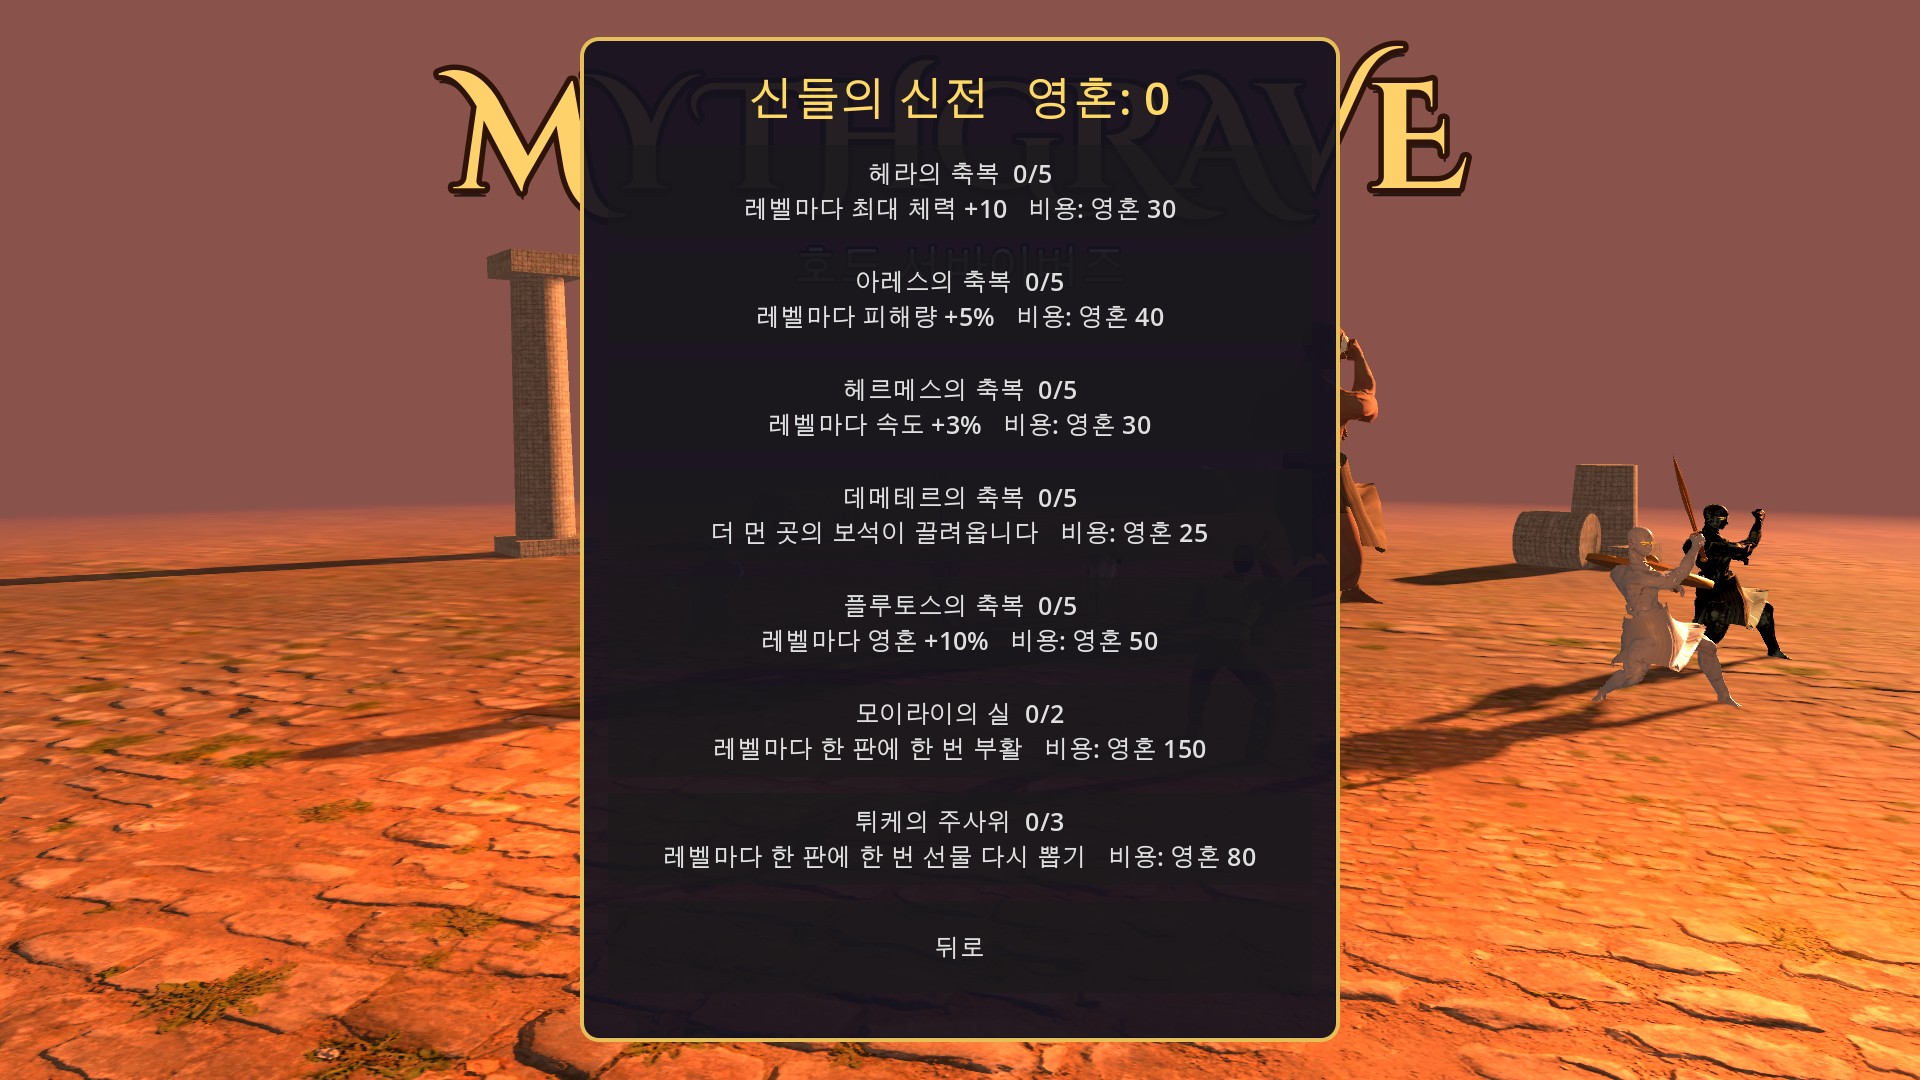 MYTHGRAVE
호드 서바이버즈
신들의 신전 영혼: 0
헤라의 축복 0/5
레벨마다 최대 체력 +10 비용: 영혼 30
아레스의 축복 0/5
레벨마다 피해량 +5% 비용: 영혼 40
헤르메스의 축복 0/5
레벨마다 속도 +3% 비용: 영혼 30
데메테르의 축복 0/5
더 먼 곳의 보석이 끌려옵니다 비용: 영혼 25
플루토스의 축복 0/5
레벨마다 영혼 +10% 비용: 영혼 50
모이라이의 실 0/2
레벨마다 한 판에 한 번 부활 비용: 영혼 150
튀케의 주사위 0/3
레벨마다 한 판에 한 번 선물 다시 뽑기 비용: 영혼 80
뒤로